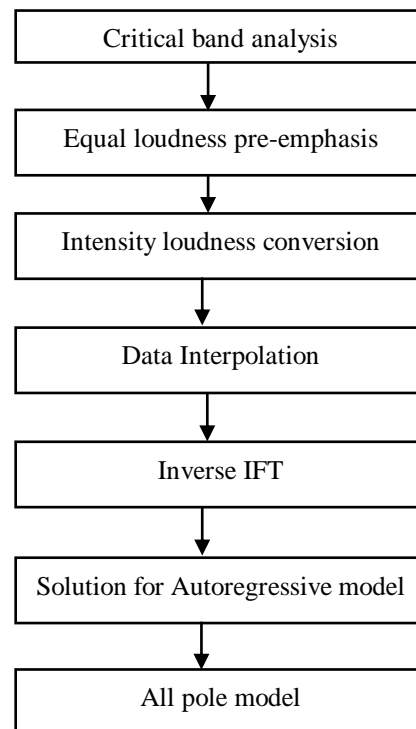 Critical band analysis
Equal loudness pre-emphasis
Intensity loudness conversion
Data Interpolation
Inverse IFT
Solution for Autoregressive model
All pole model